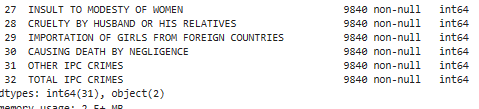 27 INSULT TO MODESTY OF WOMEN 9840 non-null int64
28 CRUELTY BY HUSBAND OR HIS RELATIVES 9840 non-null int64
29 IMPORTATION OF GIRLS FROM FOREIGN COUNTRIES 9840 non-null int64
30 CAUSING DEATH BY NEGLIGENCE 9840 non-null int64
31 OTHER IPC CRIMES 9840 non-null int64
32 TOTAL IPC CRIMES 9840 non-null int64
dtypes: int64(31), object(2)
memory usage: 2.5+ MB